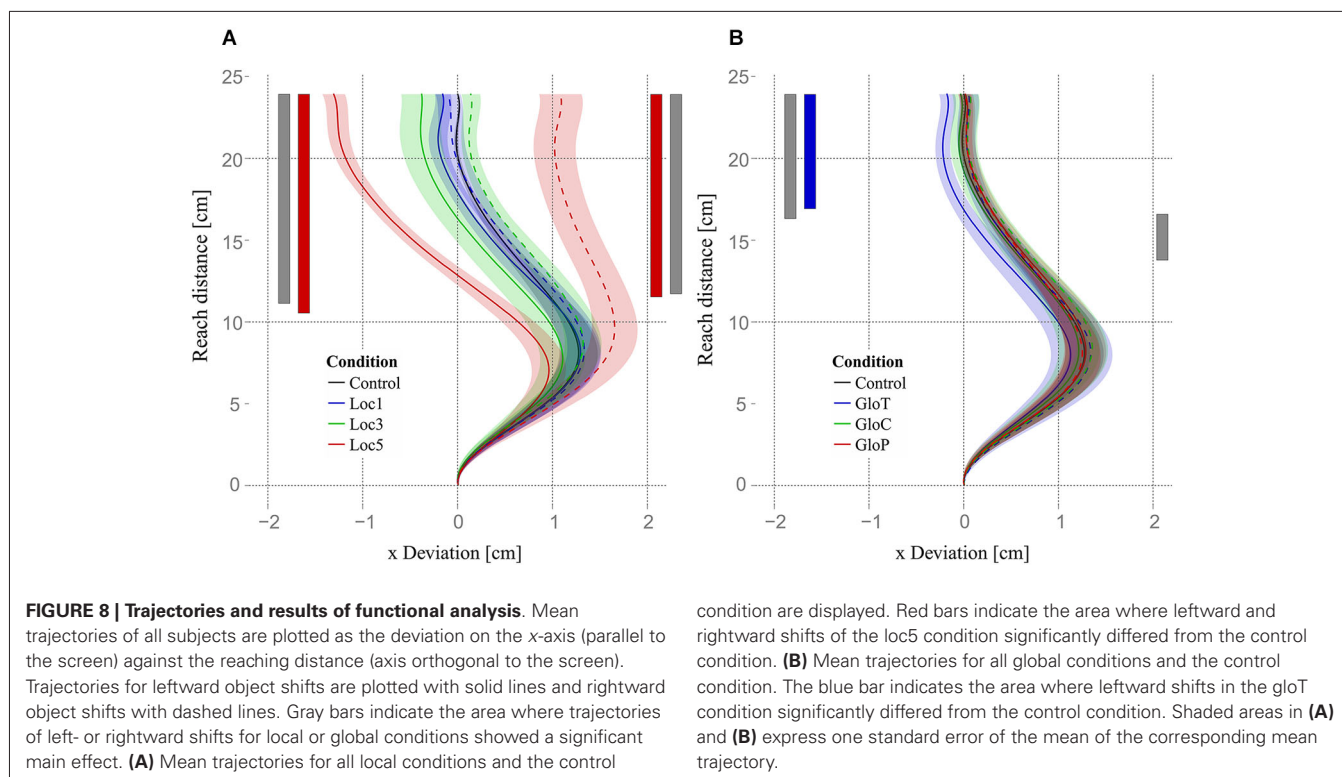 A
25
20
15
10
5
0
Reach distance [cm]
Condition
Control
Loc1
Loc3
Loc5
−2 −1 0 1 2
x Deviation [cm]
B
25
20
15
10
5
0
Reach distance [cm]
Condition
Control
GloT
GloC
GloP
−2 −1 0 1 2
x Deviation [cm]
FIGURE 8 | Trajectories and results of functional analysis. Mean
trajectories of all subjects are plotted as the deviation on the x-axis (parallel to
the screen) against the reaching distance (axis orthogonal to the screen).
Trajectories for leftward object shifts are plotted with solid lines and rightward
object shifts with dashed lines. Gray bars indicate the area where trajectories
of left- or rightward shifts for local or global conditions showed a significant
main effect. (A) Mean trajectories for all local conditions and the control
condition are displayed. Red bars indicate the area where leftward and
rightward shifts of the loc5 condition significantly differed from the control
condition. (B) Mean trajectories for all global conditions and the control
condition. The blue bar indicates the area where leftward shifts in the gloT
condition significantly differed from the control condition. Shaded areas in (A)
and (B) express one standard error of the mean of the corresponding mean
trajectory.